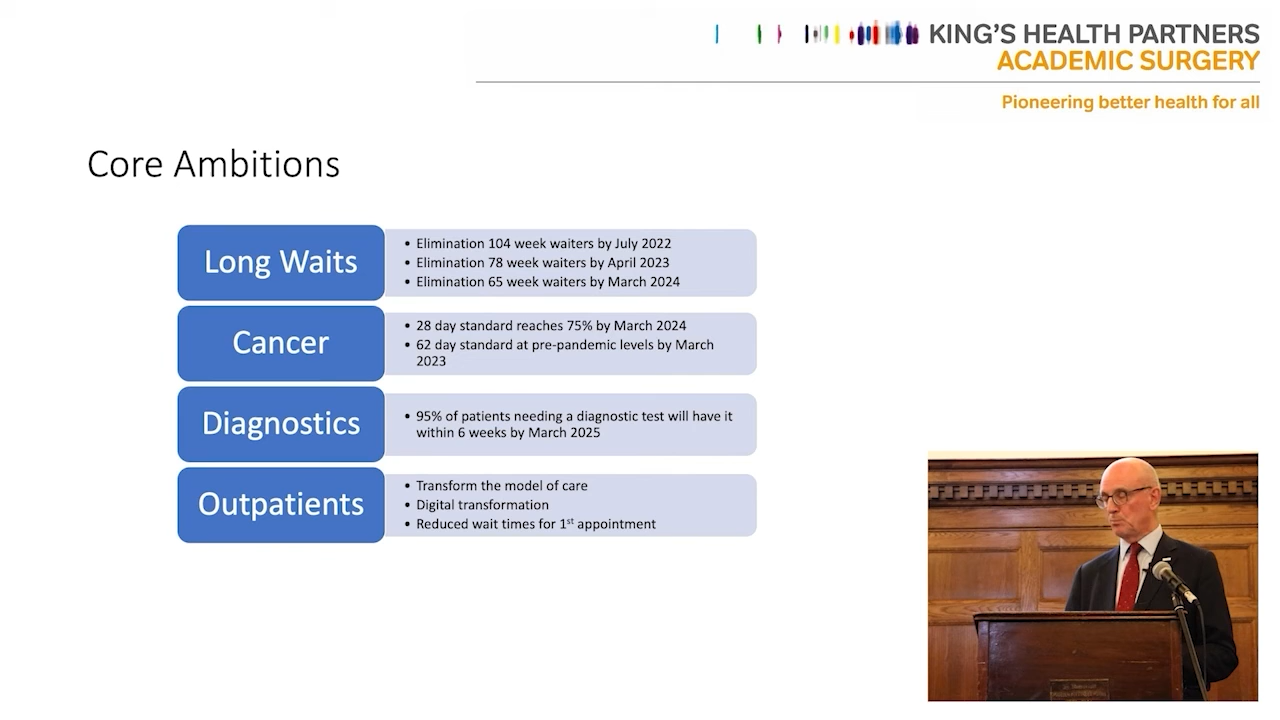 KING'S HEALTH PARTNERS
ACADEMIC SURGERY
Pioneering better health for all
Core Ambitions
Long Waits
• Elimination 104 week waiters by July 2022
• Elimination 78 week waiters by April 2023
• Elimination 65 week waiters by March 2024
Cancer
• 28 day standard reaches 75% by March 2024
• 62 day standard at pre-pandemic levels by March
2023
Diagnostics
• 95% of patients needing a diagnostic test will have it
within 6 weeks by March 2025
Outpatients
• Transform the model of care
• Digital transformation
• Reduced wait times for 1st appointment